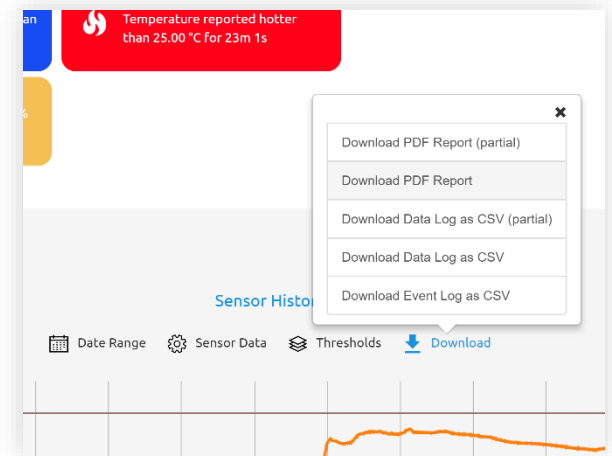 an
Temperature reported hotter
than 25.00 °C for 23m 1s
%
Download PDF Report (partial)
Download PDF Report
Download Data Log as CSV (partial)
Download Data Log as CSV
Download Event Log as CSV
Sensor Histo
Date Range
Sensor Data
Thresholds
Download